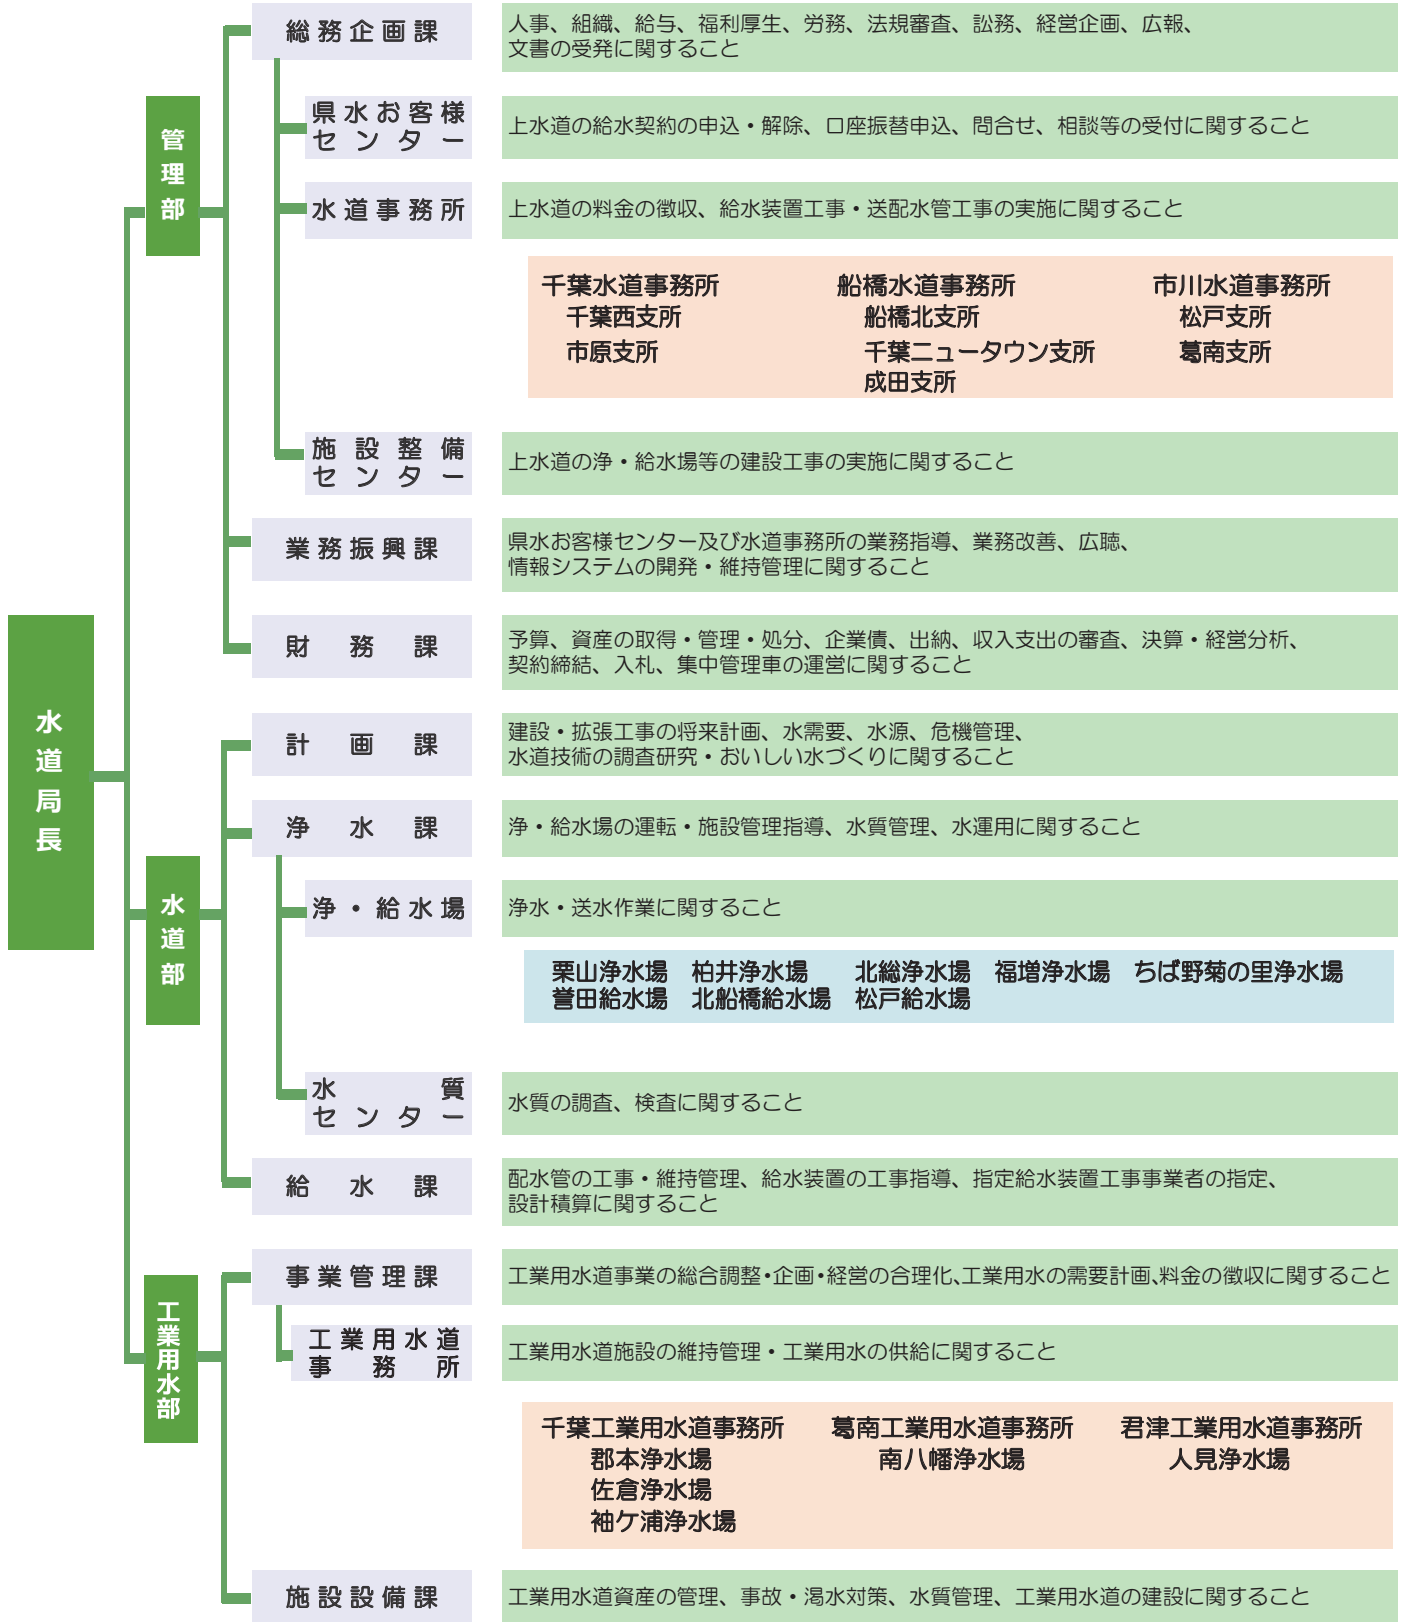 水道局長
管理部
総務企画課
人事、組織、給与、福利厚生、労務、法規審査、訟務、経営企画、広報、
文書の受発に関すること
県水お客様
センター
上水道の給水契約の申込・解除、口座振替申込、問合せ、相談等の受付に関すること
水道事務所
上水道の料金の徴収、給水装置工事・送配水管工事の実施に関すること
千葉水道事務所 船橋水道事務所 市川水道事務所
千葉西支所 船橋北支所 松戸支所
市原支所 千葉ニュータウン支所 葛南支所
成田支所
施設整備
センター
上水道の浄・給水場等の建設工事の実施に関すること
業務振興課
県水お客様センター及び水道事務所の業務指導、業務改善、広聴、
情報システムの開発・維持管理に関すること
財務課
予算、資産の取得・管理・処分、企業債、出納、収入支出の審査、決算・経営分析、
契約締結、入札、集中管理車の運営に関すること
水道部
計画課
建設・拡張工事の将来計画、水需要、水源、危機管理、
水道技術の調査研究・おいしい水づくりに関すること
浄水課
浄・給水場の運転・施設管理指導、水質管理、水運用に関すること
浄・給水場
浄水・送水作業に関すること
栗山浄水場 柏井浄水場 北総浄水場 福増浄水場 ちば野菊の里浄水場
誉田給水場 北船橋給水場 松戸給水場
水質
センター
水質の調査、検査に関すること
給水課
配水管の工事・維持管理、給水装置の工事指導、指定給水装置工事事業者の指定、
設計積算に関すること
工業用水部
事業管理課
工業用水道事業の総合調整・企画・経営の合理化、工業用水の需要計画、料金の徴収に関すること
工業用水道
事務所
工業用水道施設の維持管理・工業用水の供給に関すること
千葉工業用水道事務所 葛南工業用水道事務所 君津工業用水道事務所
郡本浄水場 南八幡浄水場 人見浄水場
佐倉浄水場
袖ケ浦浄水場
施設設備課
工業用水道資産の管理、事故・渇水対策、水質管理、工業用水道の建設に関すること